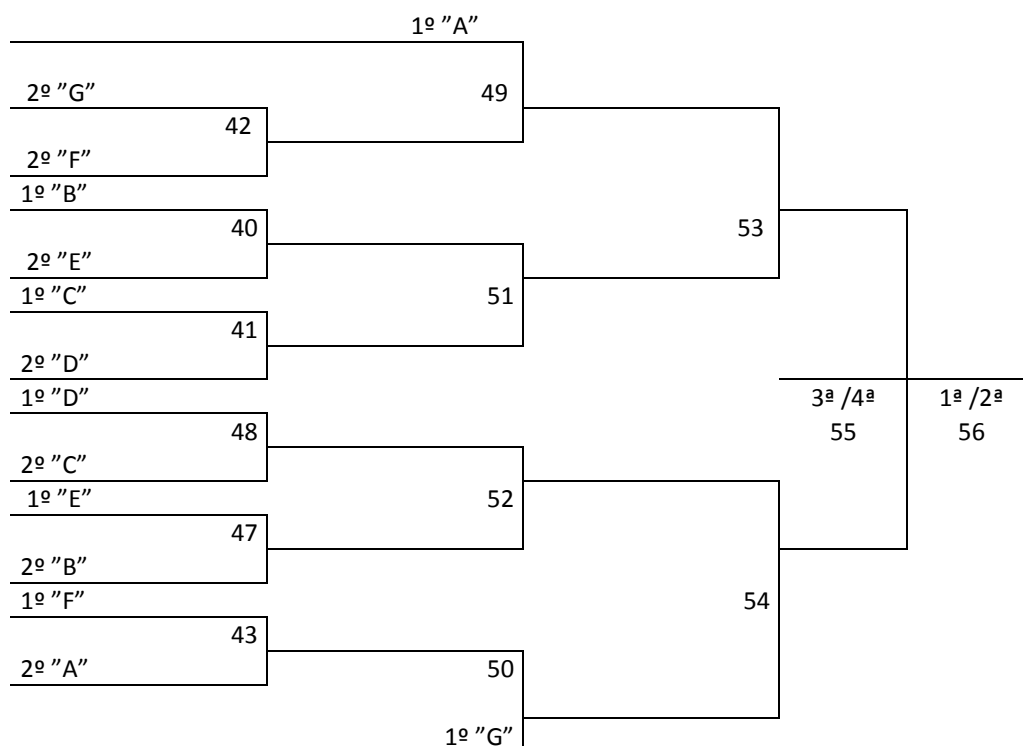 1º ”A”
2º ”G”
49
42
2º ”F”
1º ”B”
40
53
2º ”E”
1º ”C”
51
41
2º ”D”
1º ”D”
3ª /4ª
1ª /2ª
48
55
56
2º ”C”
1º ”E”
52
47
2º ”B”
1º ”F”
54
43
2º ”A”
50
1º ”G”